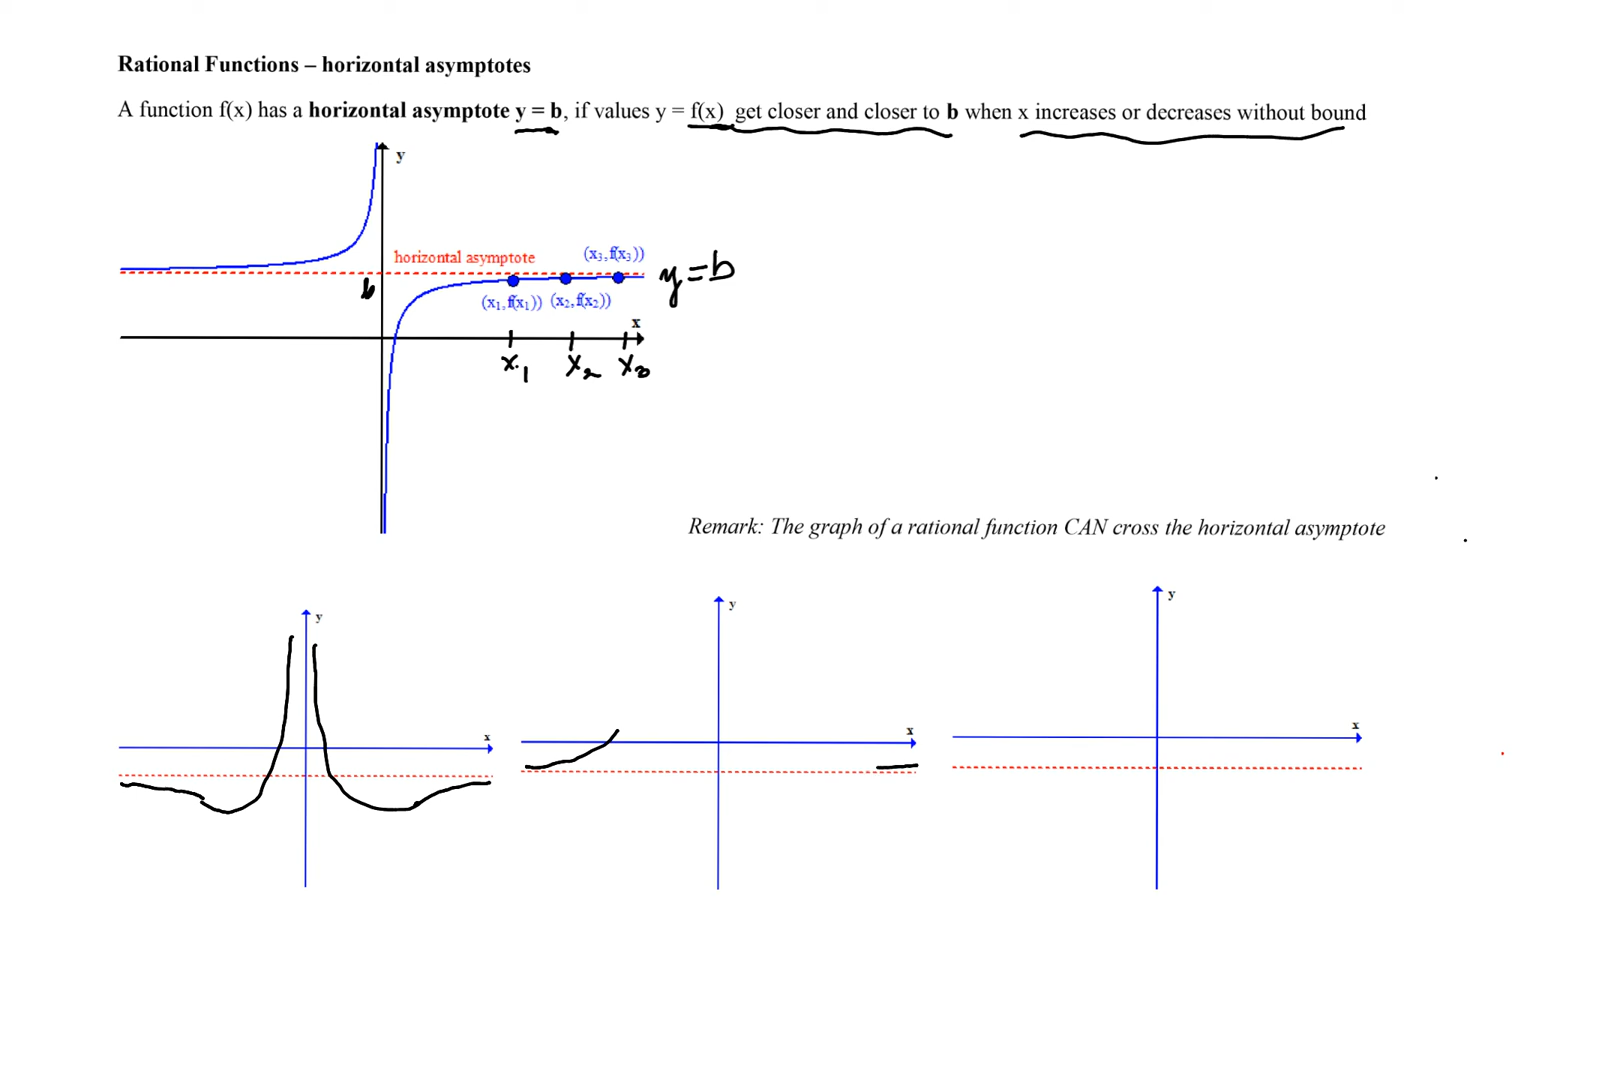 Rational Functions – horizontal asymptotes
A function f(x) has a horizontal asymptote y = b, if values y = f(x) get closer and closer to b when x increases or decreases without bound
y
horizontal asymptote
(x₃,f(x₃))
y=b
b
(x₁,f(x₁)) (x₂,f(x₂))
x
x₁ x₂ x₃
Remark: The graph of a rational function CAN cross the horizontal asymptote
y
y
y
x
x
x